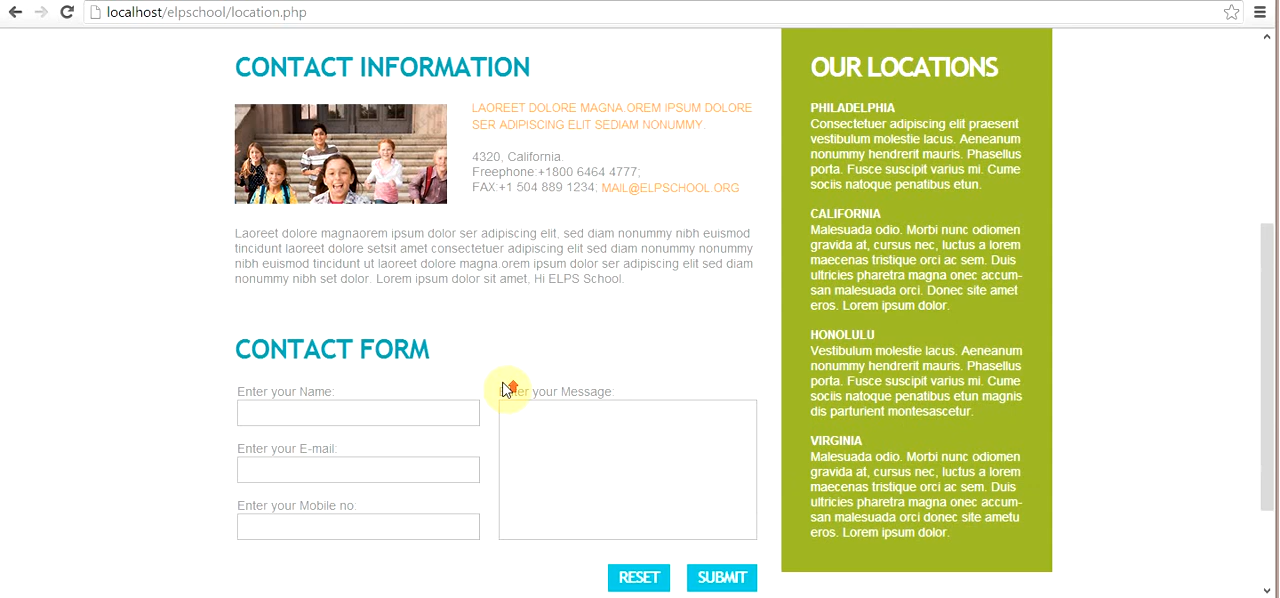 localhost/elpschool/location.php
CONTACT INFORMATION
LAOREET DOLORE MAGNA.OREM IPSUM DOLORE
SER ADIPISCING ELIT SEDIAM NONUMMY.
4320, California.
Freephone:+1800 6464 4777;
FAX:+1 504 889 1234; MAIL@ELPSCHOOL.ORG
Laoreet dolore magnaorem ipsum dolor ser adipiscing elit, sed diam nonummy nibh euismod
tincidunt laoreet dolore setsit amet consectetuer adipiscing elit sed diam nonummy nonummy
nibh euismod tincidunt ut laoreet dolore magna.orem ipsum dolor ser adipiscing elit sed diam
nonummy nibh set dolor. Lorem ipsum dolor sit amet, Hi ELPS School.
CONTACT FORM
Enter your Name:
Enter your E-mail:
Enter your Mobile no:
your Message:
RESET SUBMIT
OUR LOCATIONS
PHILADELPHIA
Consectetuer adipiscing elit praesent
vestibulum molestie lacus. Aeneanum
nonummy hendrerit mauris. Phasellus
porta. Fusce suscipit varius mi. Cume
sociis natoque penatibus etun.
CALIFORNIA
Malesuada odio. Morbi nunc odiomen
gravida at, cursus nec, luctus a lorem
maecenas tristique orci ac sem. Duis
ultricies pharetra magna onec accum-
san malesuada orci. Donec site amet
eros. Lorem ipsum dolor.
HONOLULU
Vestibulum molestie lacus. Aeneanum
nonummy hendrerit mauris. Phasellus
porta. Fusce suscipit varius mi. Cume
sociis natoque penatibus etun magnis
dis parturient montesascetur.
VIRGINIA
Malesuada odio. Morbi nunc odiomen
gravida at, cursus nec, luctus a lorem
maecenas tristique orci ac sem. Duis
ultricies pharetra magna onec accum-
san malesuada orci donec site ametu
eros. Lorem ipsum dolor.